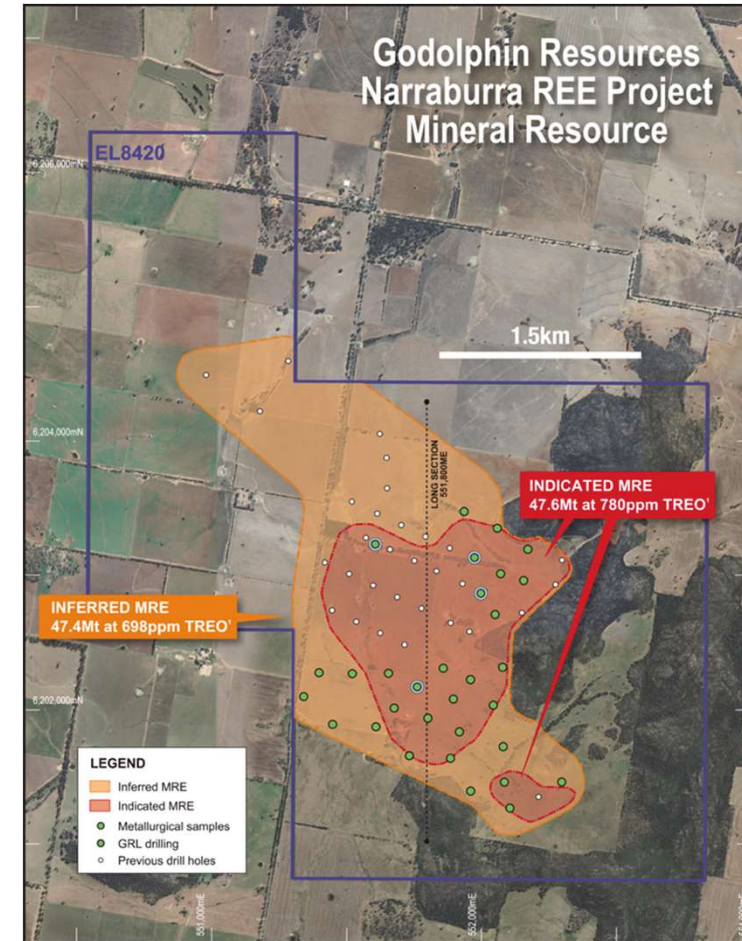 Godolphin Resources
Narraburra REE Project
Mineral Resource
EL8420
6,206,000mN
1.5km
6,204,000mN
LONG SECTION
551,800ME
INDICATED MRE
47.6Mt at 780ppm TREO¹
INFERRED MRE
47.4Mt at 698ppm TREO¹
6,202,000mN
LEGEND
Inferred MRE
Indicated MRE
Metallurgical samples
GRL drilling
Previous drill holes
551,000mE
552,000mE